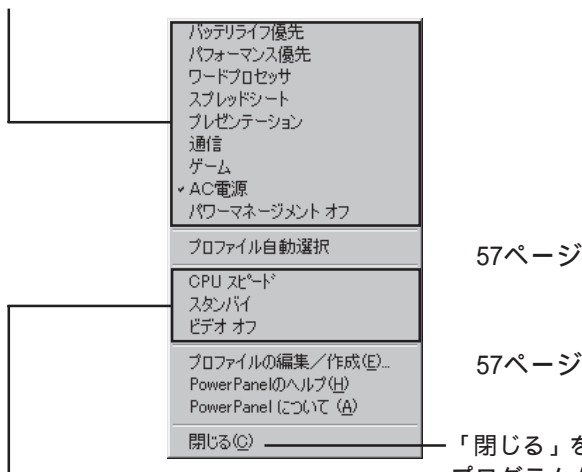 バッテリライフ優先
パフォーマンス優先
ワードプロセッサ
スプレッドシート
プレゼンテーション
通信
ゲーム
✓AC電源
パワーマネージメント オフ
プロファイル自動選択
57ページ
CPU スピード
スタンバイ
ビデオ オフ
プロファイルの編集／作成(E)...
57ページ
PowerPanelのヘルプ(H)
PowerPanel について (A)
閉じる(C)
「閉じる」を